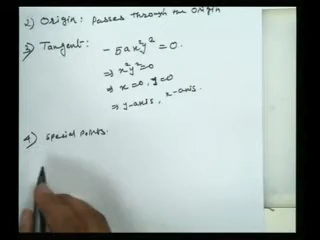 2) Origin: Passes through the origin
3) Tangent: - 5ax²y² = 0.
⇒ x²y² = 0
⇒ x = 0, y = 0
⇒ y-axis, x-axis.
4) Special Points.